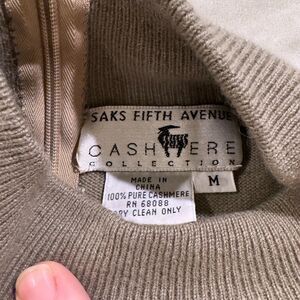 SAKS FIFTH AVENUE
CASHMERE
COLLECTION
MADE IN
CHINA
100% PURE CASHMERE
RN 68088
DRY CLEAN ONLY
M